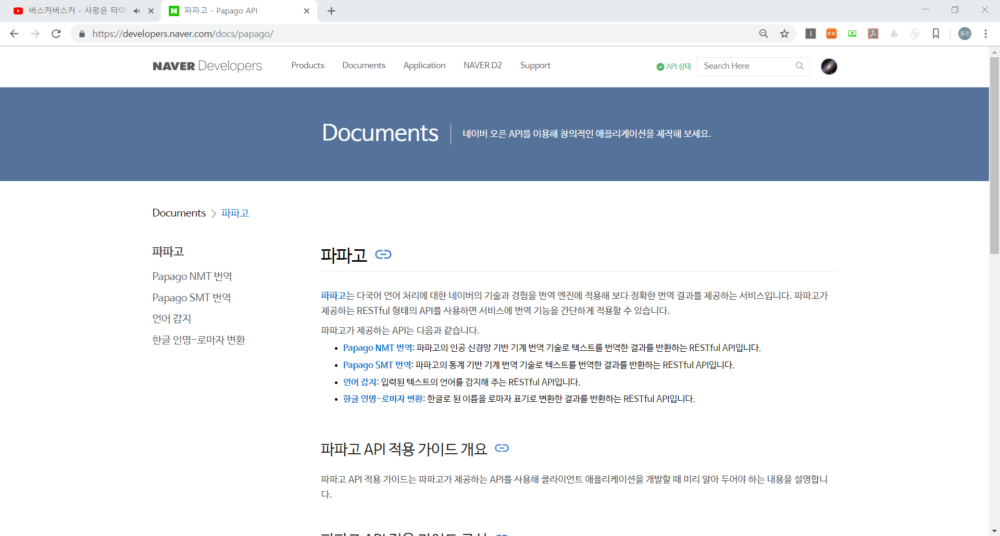 버스커버스커 - 사랑은 타이
파파고 - Papago API
https://developers.naver.com/docs/papago/
EX
동민
NAVER Developers
Products
Documents
Application
NAVER D2
Support
API 상태
Search Here
Documents
네이버 오픈 API를 이용해 창의적인 애플리케이션을 제작해 보세요.
Documents > 파파고
파파고
Papago NMT 번역
Papago SMT 번역
언어 감지
한글 인명-로마자 변환
파파고
파파고는 다국어 언어 처리에 대한 네이버의 기술과 경험을 번역 엔진에 적용해 보다 정확한 번역 결과를 제공하는 서비스입니다. 파파고가
제공하는 RESTful 형태의 API를 사용하면 서비스에 번역 기능을 간단하게 적용할 수 있습니다.
파파고가 제공하는 API는 다음과 같습니다.
• Papago NMT 번역: 파파고의 인공 신경망 기반 기계 번역 기술로 텍스트를 번역한 결과를 반환하는 RESTful API입니다.
• Papago SMT 번역: 파파고의 통계 기반 기계 번역 기술로 텍스트를 번역한 결과를 반환하는 RESTful API입니다.
• 언어 감지: 입력된 텍스트의 언어를 감지해 주는 RESTful API입니다.
• 한글 인명-로마자 변환: 한글로 된 이름을 로마자 표기로 변환한 결과를 반환하는 RESTful API입니다.
파파고 API 적용 가이드 개요
파파고 API 적용 가이드는 파파고가 제공하는 API를 사용해 클라이언트 애플리케이션을 개발할 때 미리 알아 두어야 하는 내용을 설명합니
다.